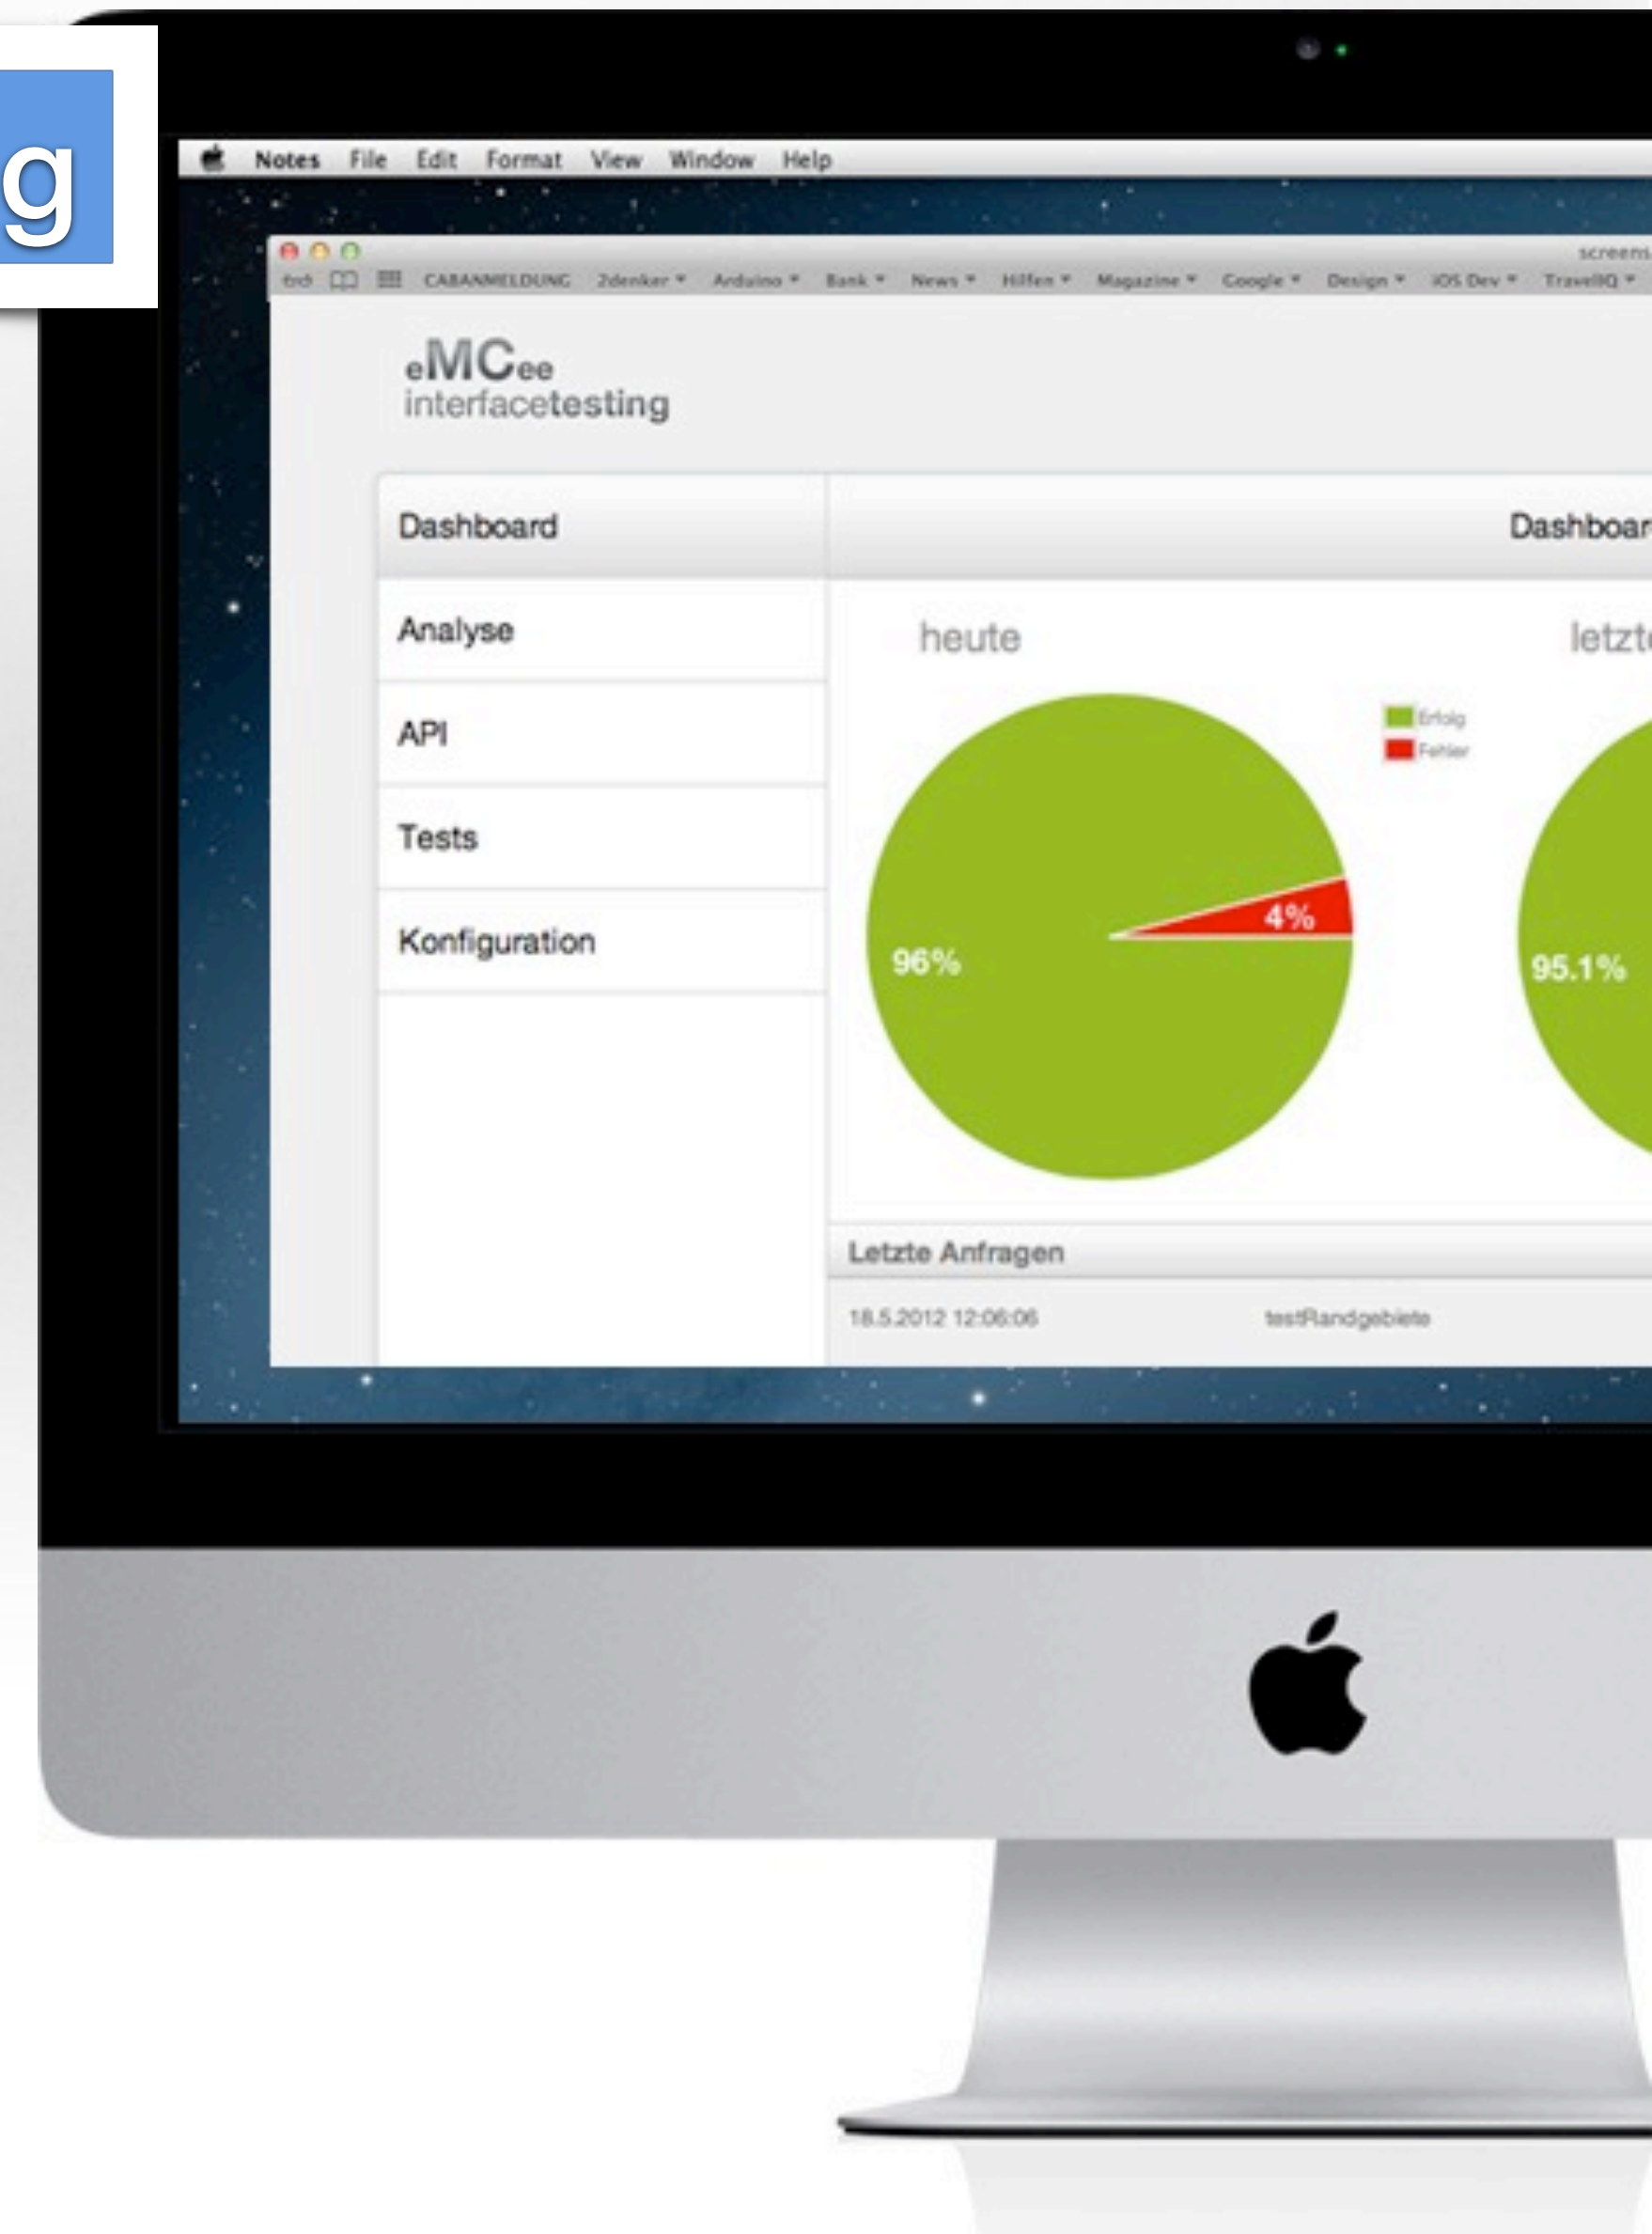 g
Notes File Edit Format View Window Help
screens
CABANMELDUNG 2denker Arduino Bank News Hilfen Magazine Google Design iOS Dev TravelIQ
eMCee
interfacetesting
Dashboard
Dashboar
Analyse
API
Tests
Konfiguration
heute
letzte
Erfolg
Fehler
4%
96%
95.1%
Letzte Anfragen
18.5.2012 12:06:06 testRandgebiete